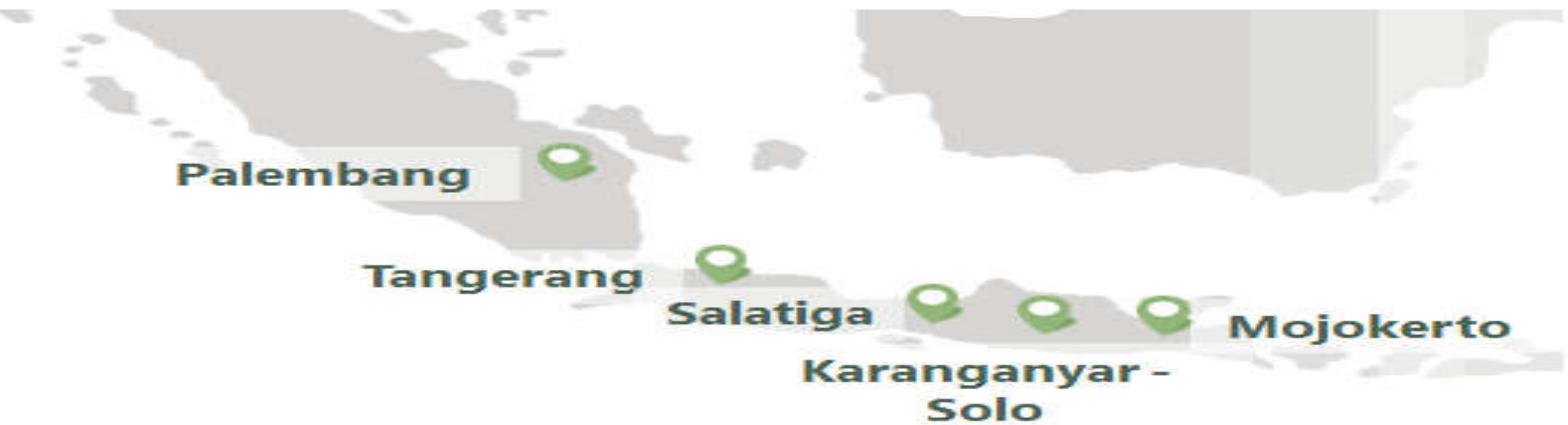 Palembang
Tangerang
Salatiga
Mojokerto
Karanganyar -
Solo